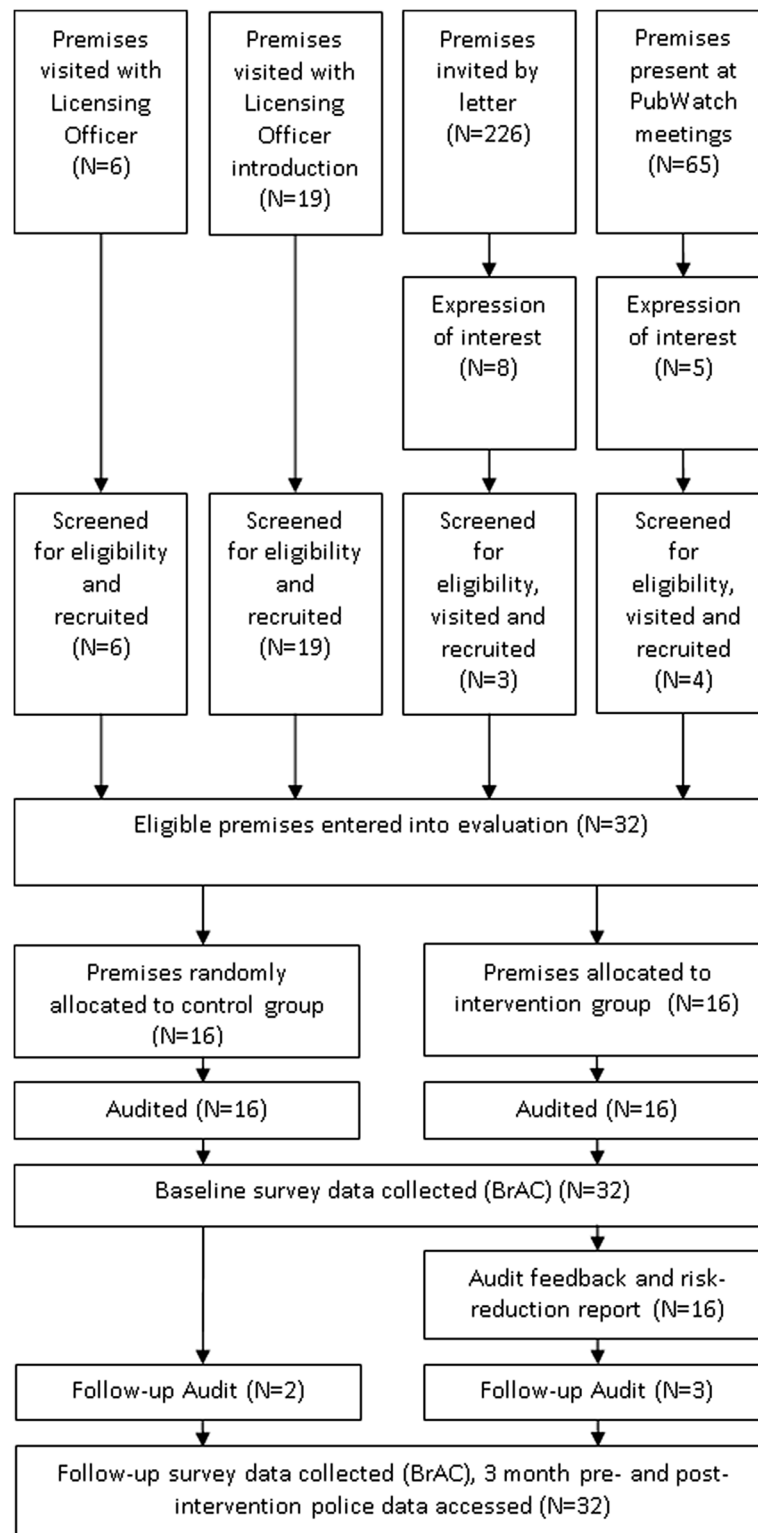 Premises
visited with
Licensing
Officer
(N=6)
Premises
visited with
Licensing
Officer
introduction
(N=19)
Premises
invited by
letter
(N=226)
Premises
present at
PubWatch
meetings
(N=65)
Expression
of interest
(N=8)
Expression
of interest
(N=5)
Screened
for eligibility
and
recruited
(N=6)
Screened
for eligibility
and
recruited
(N=19)
Screened
for
eligibility,
visited and
recruited
(N=3)
Screened
for
eligibility,
visited and
recruited
(N=4)
Eligible premises entered into evaluation (N=32)
Premises randomly
allocated to control group
(N=16)
Premises allocated to
intervention group (N=16)
Audited (N=16)
Audited (N=16)
Baseline survey data collected (BrAC) (N=32)
Audit feedback and risk-
reduction report (N=16)
Follow-up Audit (N=2)
Follow-up Audit (N=3)
Follow-up survey data collected (BrAC), 3 month pre- and post-
intervention police data accessed (N=32)